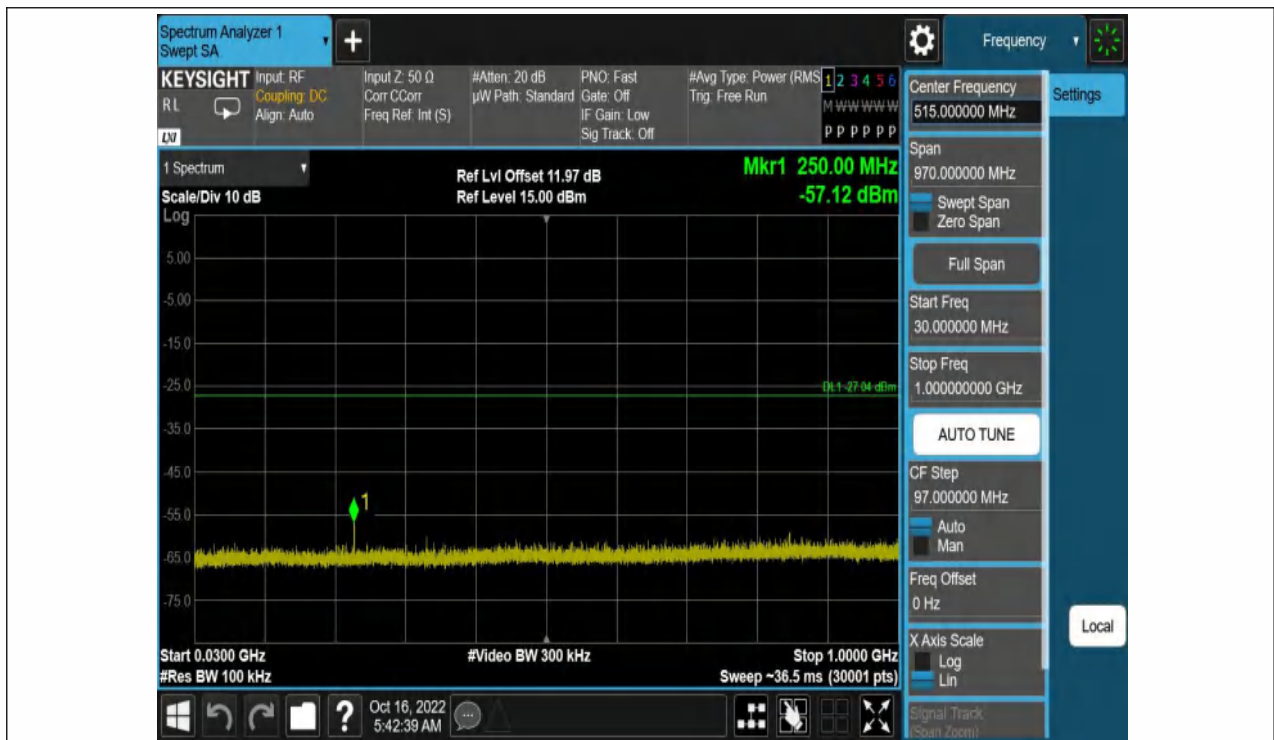 Spectrum Analyzer 1
Swept SA
Frequency
KEYSIGHT
RL
LXI
Input: RF
Coupling: DC
Align: Auto
Input Z: 50 Ω
Corr CCorr
Freq Ref: Int (S)
#Atten: 20 dB
µW Path: Standard
PNO: Fast
Gate: Off
IF Gain: Low
Sig Track: Off
#Avg Type: Power (RMS
Trig: Free Run
1 2 3 4 5 6
M W W W W W
P P P P P P
1 Spectrum
Scale/Div 10 dB
Log
Ref Lvl Offset 11.97 dB
Ref Level 15.00 dBm
Mkr1 250.00 MHz
-57.12 dBm
5.00
-5.00
-15.0
-25.0
DL1 -27.04 dBm
-35.0
-45.0
1
-55.0
-65.0
-75.0
Start 0.0300 GHz
#Video BW 300 kHz
Stop 1.0000 GHz
#Res BW 100 kHz
Sweep ~36.5 ms (30001 pts)
Center Frequency
515.000000 MHz
Span
970.000000 MHz
Swept Span
Zero Span
Full Span
Start Freq
30.000000 MHz
Stop Freq
1.000000000 GHz
AUTO TUNE
CF Step
97.000000 MHz
Auto
Man
Freq Offset
0 Hz
X Axis Scale
Log
Lin
Signal Track
(Span Zoom)
Settings
Local
?
Oct 16, 2022
5:42:39 AM